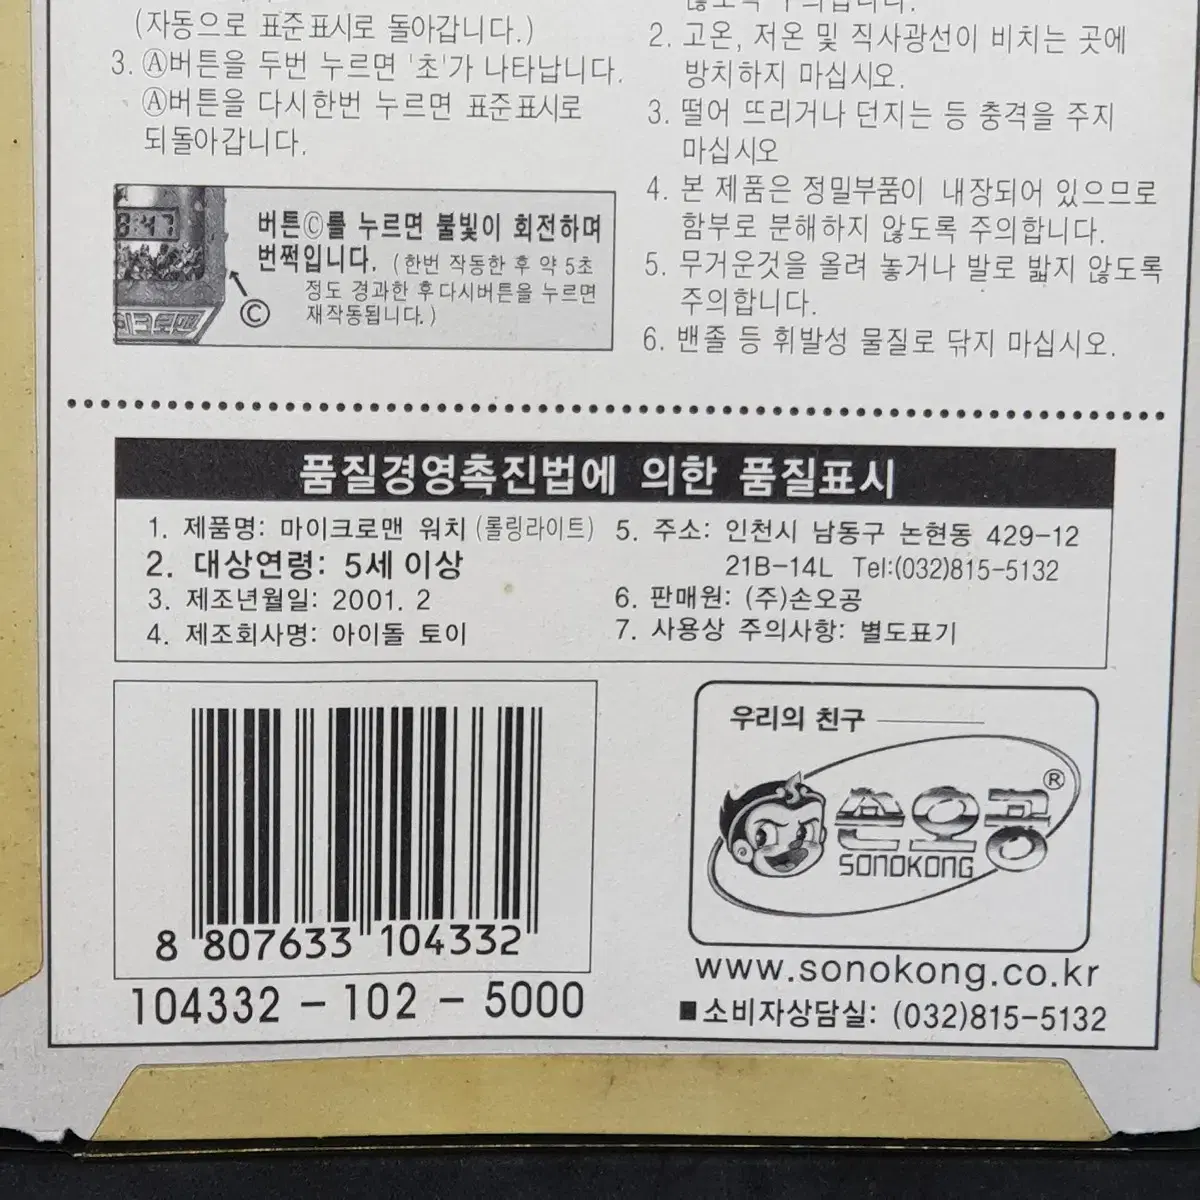 (자동으로 표준표시로 돌아갑니다.)
3. Ⓐ버튼을 두번 누르면 '초'가 나타납니다.
Ⓐ버튼을 다시한번 누르면 표준표시로
되돌아갑니다.
8:47
버튼Ⓒ를 누르면 불빛이 회전하며
번쩍입니다. (한번 작동한 후 약 5초
정도 경과한 후다시버튼을 누르면
재작동됩니다.)
Ⓒ
않도록 주의합니다.
2. 고온, 저온 및 직사광선이 비치는 곳에
방치하지 마십시오.
3. 떨어 뜨리거나 던지는 등 충격을 주지
마십시오
4. 본 제품은 정밀부품이 내장되어 있으므로
함부로 분해하지 않도록 주의합니다.
5. 무거운것을 올려 놓거나 발로 밟지 않도록
주의합니다.
6. 밴졸 등 휘발성 물질로 닦지 마십시오.
품질경영촉진법에 의한 품질표시
1. 제품명: 마이크로맨 워치 (롤링라이트)
2. 대상연령: 5세 이상
3. 제조년월일: 2001. 2
4. 제조회사명: 아이돌 토이
5. 주소: 인천시 남동구 논현동 429-12
21B-14L Tel:(032)815-5132
6. 판매원: (주)손오공
7. 사용상 주의사항: 별도표기
8 807633 104332
104332 - 102 - 5000
우리의 친구
손오공®
SONOKONG
www.sonokong.co.kr
■소비자상담실: (032)815-5132